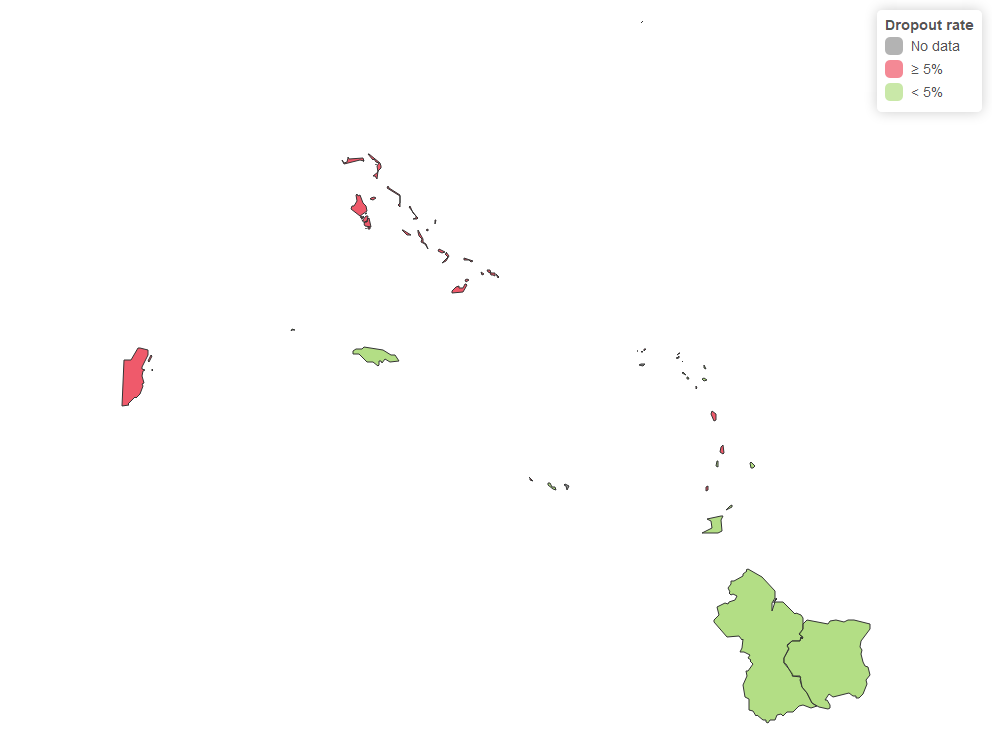 Dropout rate
No data
≥ 5%
< 5%